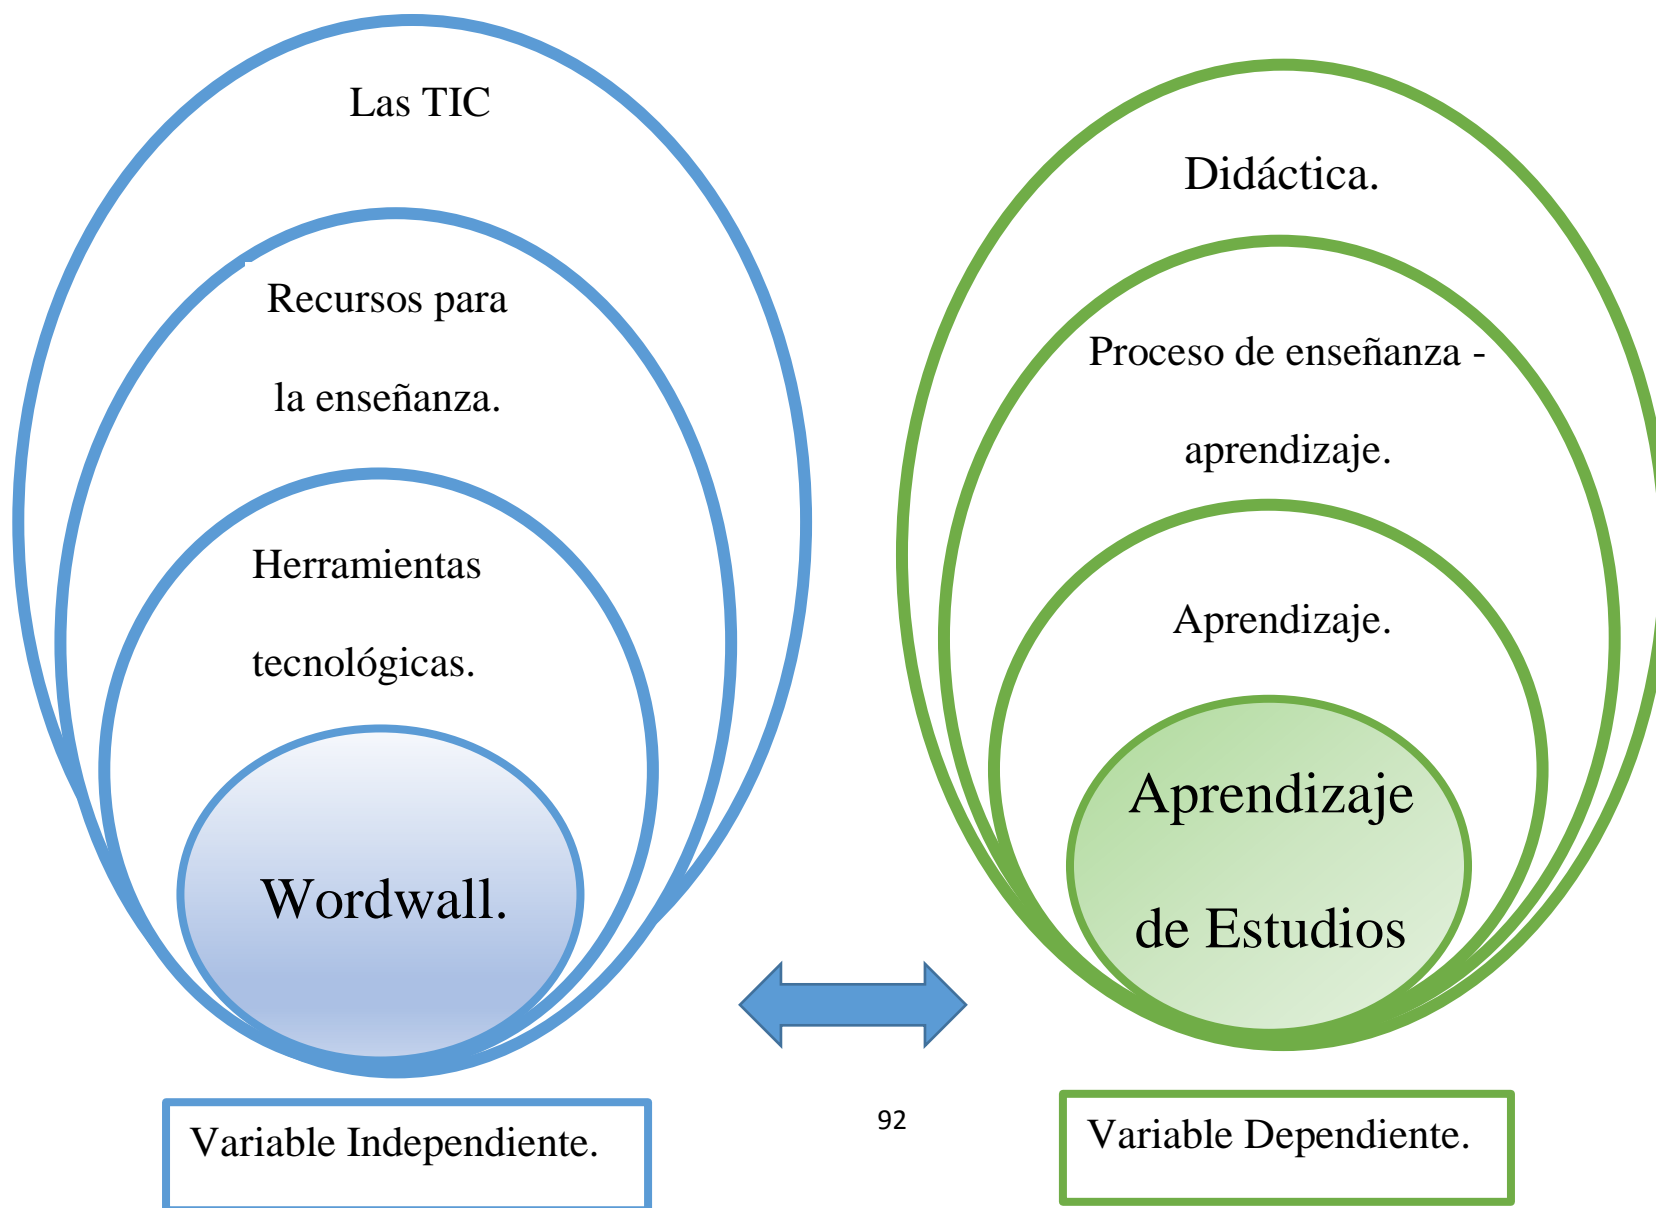 Las TIC
Recursos para
la enseñanza.
Herramientas
tecnológicas.
Wordwall.
Variable Independiente.
Didáctica.
Proceso de enseñanza -
aprendizaje.
Aprendizaje.
Aprendizaje
de Estudios
Variable Dependiente.
92